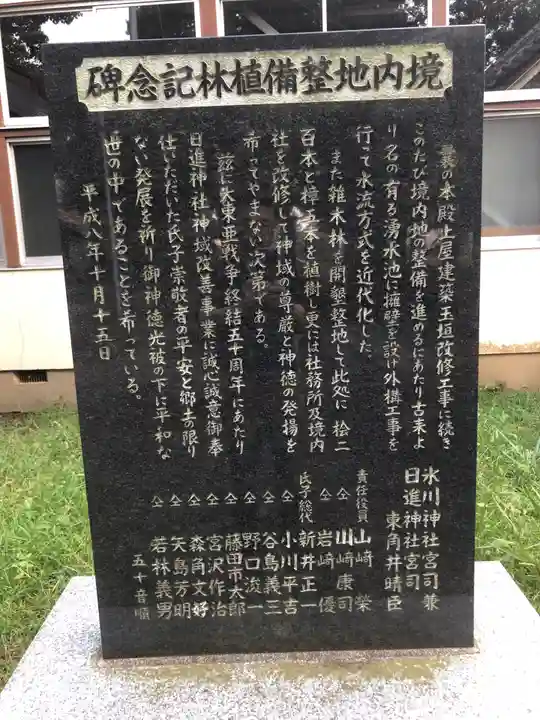 境内地整備植林記念碑
曩の本殿上屋建築玉垣改修工事に続き
このたび境内地の整備を進めるにあたり古来よ
り名の有る湧水池に擁壁を設け外構工事を
行って水流方式を近代化した。
また雑木林を開墾整地して此処に桧二
百本と樟五本を植樹し更には社務所及境内
社を改修して神域の尊厳と神徳の発揚を
希ってやまない次第である。
茲に大東亜戦争終結五十周年にあたり
日進神社神域改善事業に誠心誠意御奉
仕いただいた氏子崇敬者の平安と郷土の限り
ない発展を祈り御神徳光被の下に平和な
世の中であることを希っている。
平成八年十月十五日
氷川神社宮司兼
日進神社宮司
東角井晴臣
責任役員 山崎 榮
仝 川崎康司
仝 岩崎 優
氏子総代 新井正一
仝 小川平吉
仝 谷島義三
仝 野口浚一
仝 藤田市太郎
仝 宮沢作治
仝 森角文好
仝 矢島芳明
仝 若林義男
五十音順